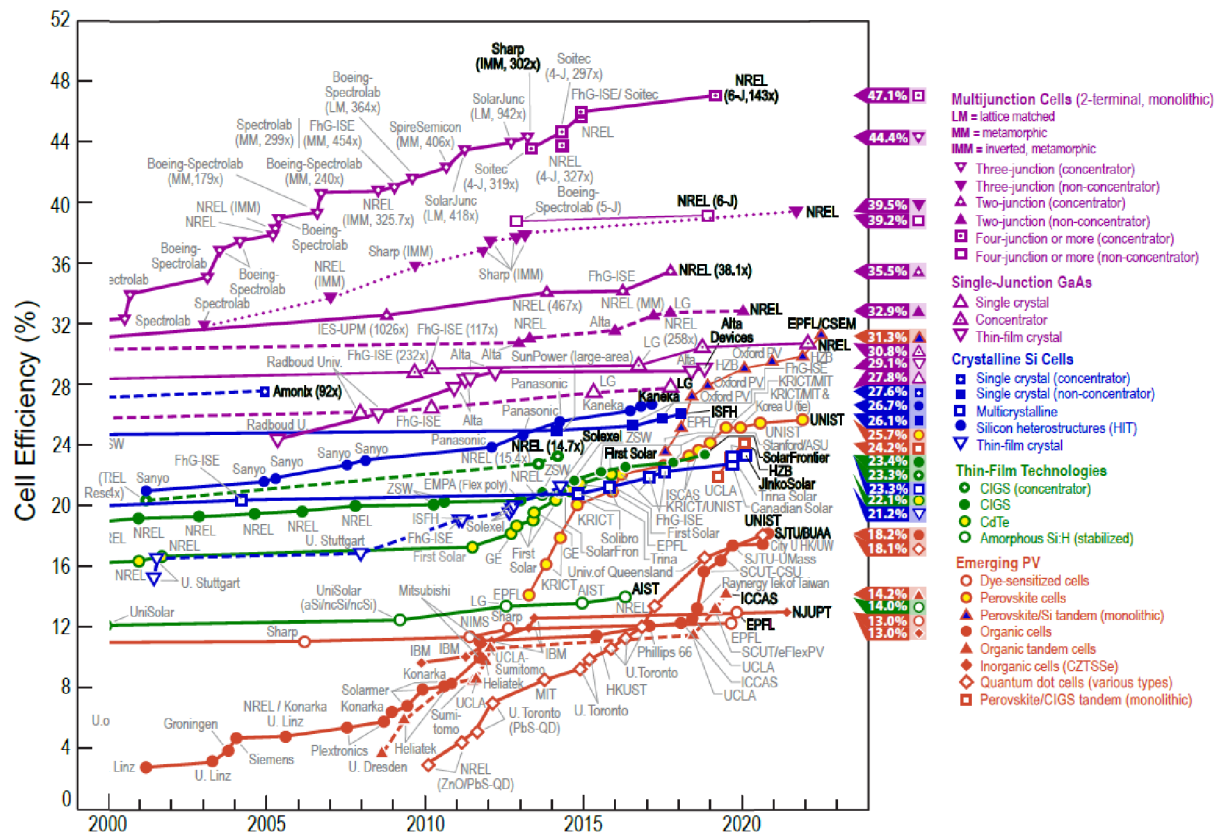 52
48
44
40
36
32
28
24
20
16
12
8
4
0
Cell Efficiency (%)
2000
2005
2010
2015
2020
Sharp
(IMM, 302x)
Soitec
(4-J, 297x)
FhG-ISE/ Soitec
NREL
(6-J,143x)
Boeing-
Spectrolab
(LM, 364x)
SolarJunc
(LM, 942x)
Spectrolab
(MM, 299x)
FhG-ISE
(MM, 454x)
SpireSemicon
(MM, 406x)
NREL
Boeing-Spectrolab
(MM,179x)
Boeing-Spectrolab
(MM, 240x)
Soitec
(4-J, 319x)
NREL
(4-J, 327x)
SolarJunc
(LM, 418x)
Boeing-
Spectrolab (5-J)
NREL (6-J)
NREL
NREL (IMM)
NREL
NREL
(IMM, 325.7x)
Boeing-
Spectrolab
Boeing-
Spectrolab
Boeing-
Spectrolab
Sharp (IMM)
Sharp (IMM)
NREL
(IMM)
Spectrolab
Spectrolab
FhG-ISE
NREL (38.1x)
IES-UPM (1026x)
FhG-ISE (117x)
NREL (467x)
NREL (MM)
LG
NREL
Alta
NREL
(258x)
Alta
Devices
EPFL/CSEM
NREL
Radboud Univ.
FhG-ISE (232x)
Alta
Alta
SunPower (large-area)
LG
Alta
HZB
Oxford PV
HZB
FhG-ISE
Amonix (92x)
Panasonic
LG
LG
Oxford PV
Oxford PV
KRICT/MIT
KRICT/MIT &
Korea U (tie)
Radboud U.
FhG-ISE
Alta
Panasonic
Kaneka
Kaneka
ISFH
EPFL
UNIST
Panasonic
NREL (14.7x)
Solexel
ZSW
First Solar
UNIST
Stanford/ASU
SolarFrontier
HZB
JinkoSolar
Trina Solar
Canadian Solar
FhG-ISE
Sanyo
Sanyo
Sanyo
Sanyo
NREL
(15.4x)
ZSW
NREL
EMPA (Flex poly)
ZSW
ISFH
Solexel
NREL
NREL
NREL
NREL
NREL
NREL
U. Stuttgart
U. Stuttgart
FhG-ISE
First Solar
GE
First
Solar
GE
KRICT
KRICT
Solibro
SolarFron
Trina
EPFL
First Solar
FhG-ISE
KRICT/UNIST
ISCAS
UCLA
Univ. of Queensland
UNIST
SJTU/BUAA
City U HK/UW
SJTU-UMass
SCUT-CSU
Raynergy Tek of Taiwan
ICCAS
NJUPT
EPFL
EPFL
SCUT/eFlexPV
UCLA
ICCAS
UCLA
UniSolar
UniSolar
(aSi/ncSi/ncSi)
Mitsubishi
LG
EPFL
AIST
AIST
NREL
Sharp
NIMS
Sharp
IBM
IBM
IBM
IBM
UCLA-
Sumitomo
Heliatek
Konarka
Solarmer
Konarka
UCLA
MIT
HKUST
U.Toronto
Phillips 66
U. Toronto
U. Toronto
(PbS-QD)
Sumi-
tomo
Heliatek
NREL / Konarka
U. Linz
Groningen
Siemens
Plextronics
U. Dresden
U. Linz
Linz
NREL
(ZnO/PbS-QD)
47.1%
44.4%
39.5%
39.2%
35.5%
32.9%
31.3%
30.8%
29.1%
27.8%
27.6%
26.7%
26.1%
25.7%
24.2%
23.4%
23.3%
23.3%
22.1%
21.2%
18.2%
18.1%
14.2%
14.0%
13.0%
13.0%
Multijunction Cells (2-terminal, monolithic)
LM = lattice matched
MM = metamorphic
IMM = inverted, metamorphic
Three-junction (concentrator)
Three-junction (non-concentrator)
Two-junction (concentrator)
Two-junction (non-concentrator)
Four-junction or more (concentrator)
Four-junction or more (non-concentrator)
Single-Junction GaAs
Single crystal
Concentrator
Thin-film crystal
Crystalline Si Cells
Single crystal (concentrator)
Single crystal (non-concentrator)
Multicrystalline
Silicon heterostructures (HIT)
Thin-film crystal
Thin-Film Technologies
CIGS (concentrator)
CIGS
CdTe
Amorphous Si:H (stabilized)
Emerging PV
Dye-sensitized cells
Perovskite cells
Perovskite/Si tandem (monolithic)
Organic cells
Organic tandem cells
Inorganic cells (CZTSSe)
Quantum dot cells (various types)
Perovskite/CIGS tandem (monolithic)